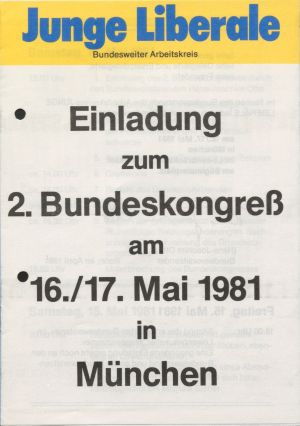 Junge Liberale
Bundesweiter Arbeitskreis
Einladung
zum
2. Bundeskongreß
am
16./17. Mai 1981
in
München